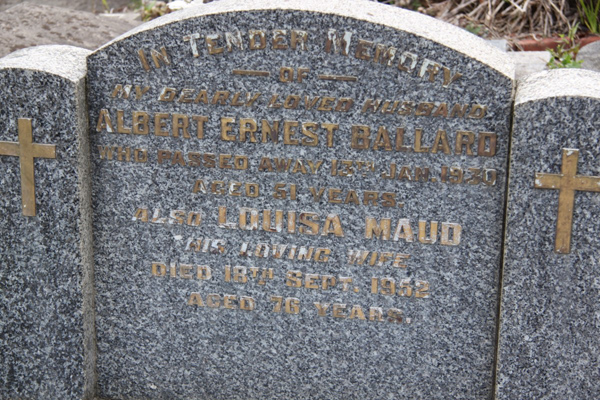 IN TENDER MEMORY
OF
MY DEARLY LOVED HUSBAND
ALBERT ERNEST BALLARD
WHO PASSED AWAY 13TH JAN. 1930
AGED 51 YEARS.
ALSO LOUISA MAUD
HIS LOVING WIFE
DIED 18TH SEPT. 1952
AGED 76 YEARS.